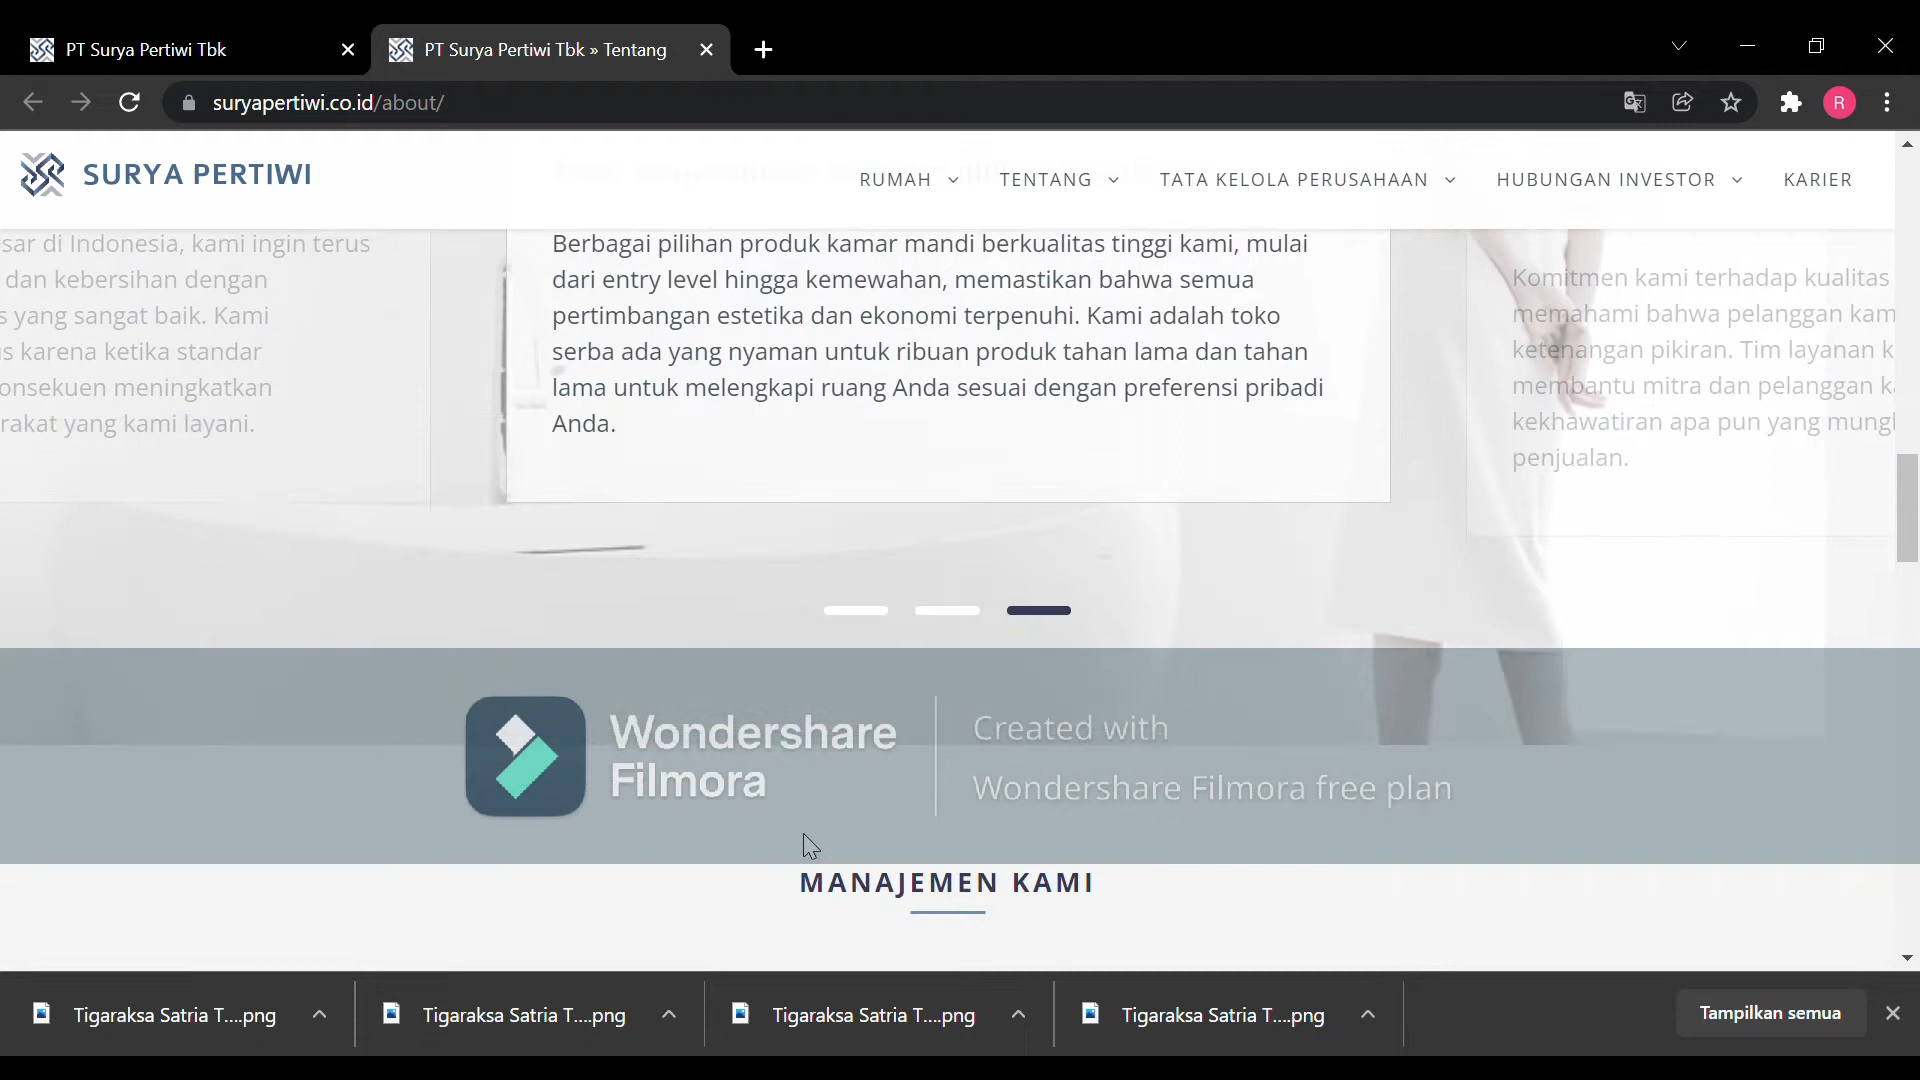 PT Surya Pertiwi Tbk
PT Surya Pertiwi Tbk » Tentang
suryapertiwi.co.id/about/
R
SURYA PERTIWI
RUMAH
TENTANG
TATA KELOLA PERUSAHAAN
HUBUNGAN INVESTOR
KARIER
sar di Indonesia, kami ingin terus
dan kebersihan dengan
s yang sangat baik. Kami
s karena ketika standar
onsekuen meningkatkan
rakat yang kami layani.
Berbagai pilihan produk kamar mandi berkualitas tinggi kami, mulai
dari entry level hingga kemewahan, memastikan bahwa semua
pertimbangan estetika dan ekonomi terpenuhi. Kami adalah toko
serba ada yang nyaman untuk ribuan produk tahan lama dan tahan
lama untuk melengkapi ruang Anda sesuai dengan preferensi pribadi
Anda.
Komitmen kami terhadap kualitas
memahami bahwa pelanggan kam
ketenangan pikiran. Tim layanan k
membantu mitra dan pelanggan ka
kekhawatiran apa pun yang mungl
penjualan.
Wondershare
Filmora
Created with
Wondershare Filmora free plan
MANAJEMEN KAMI
Tigaraksa Satria T....png
Tigaraksa Satria T....png
Tigaraksa Satria T....png
Tigaraksa Satria T....png
Tampilkan semua